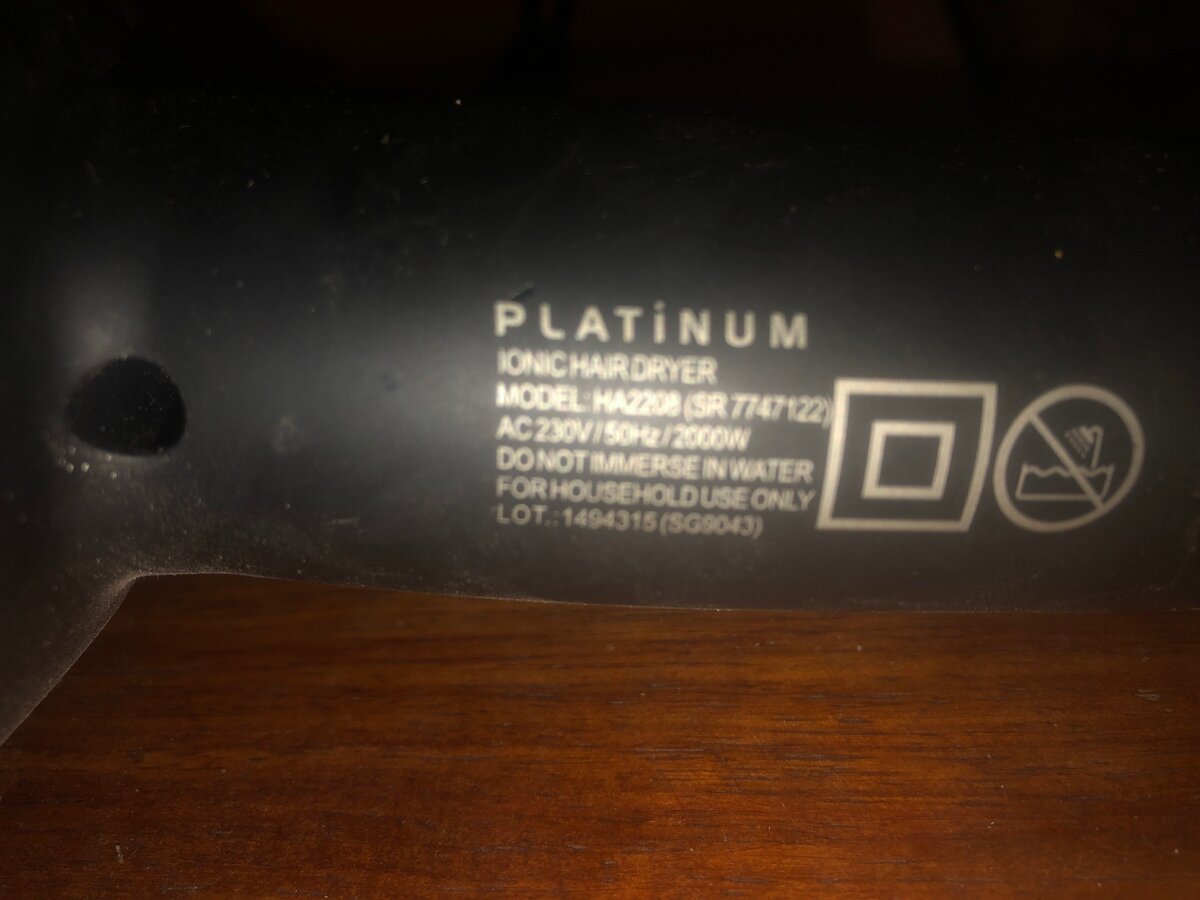 PLATiNUM
IONIC HAIR DRYER
MODEL: HA2208 (SR 7747122)
AC 230V / 50Hz / 2000W
DO NOT IMMERSE IN WATER
FOR HOUSEHOLD USE ONLY
LOT.: 1494315 (SG9043)